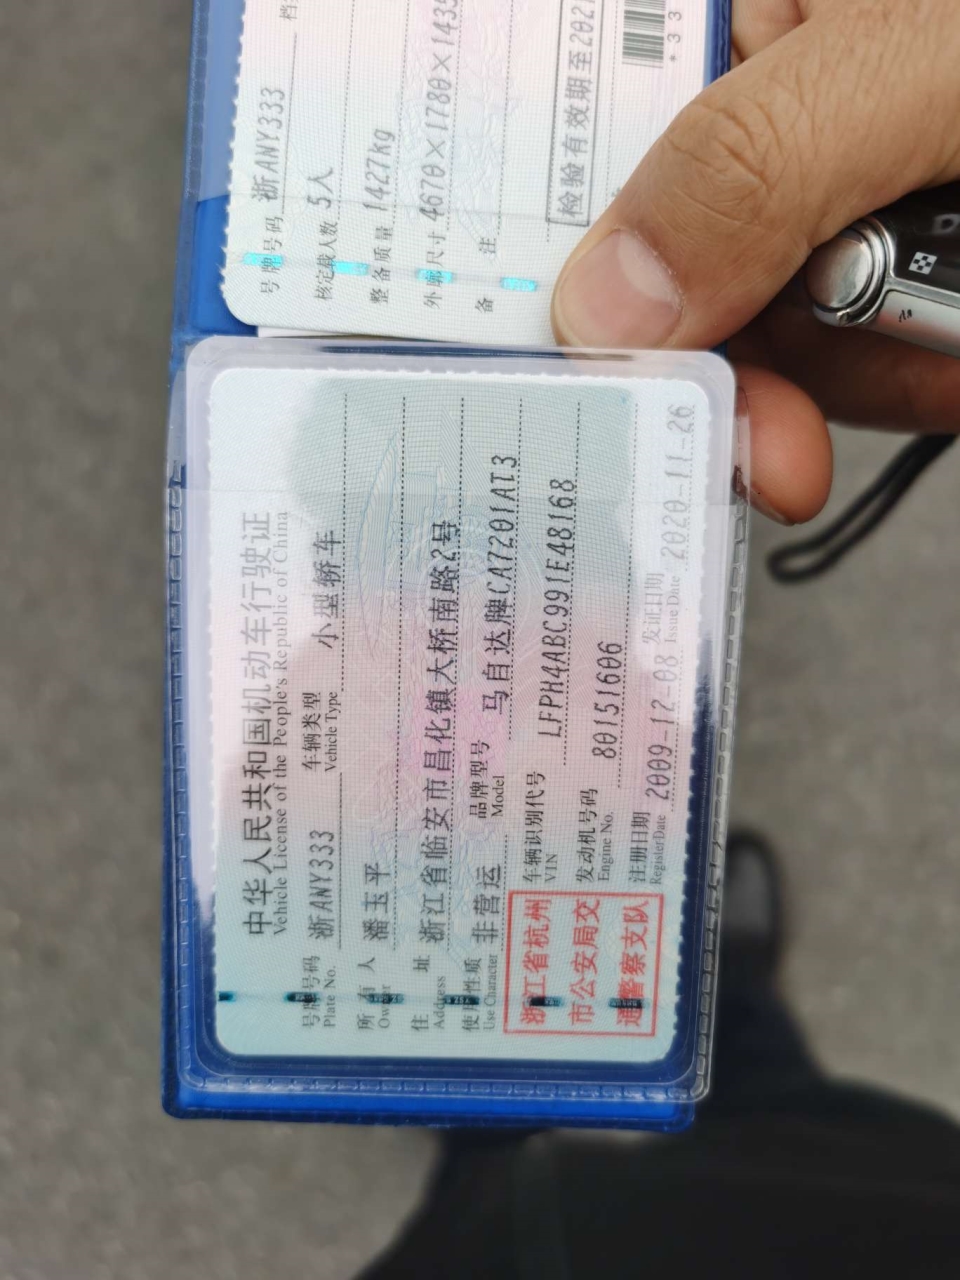 中华人民共和国机动车行驶证
Vehicle License of the People's Republic of China
号牌号码 浙ANY333 车辆类型 小型轿车
Plate No. Vehicle Type
所有人 潘玉平
Owner
住址 浙江省临安市昌化镇大桥南路2号
Address
使用性质 非营运 品牌型号 马自达牌CA7201AT3
Use Character Model
浙江省杭州
市公安局交
通警察支队
车辆识别代号 LFPH4ABC991E48168
VIN
发动机号码 80151606
Engine No.
注册日期 2009-12-08 发证日期 2020-11-26
Register Date Issue Date
号牌号码 浙ANY333 档
核定载人数 5人
整备质量 1427kg
外廓尺寸 4670×1780×1435
备注
检验有效期至2021
*33